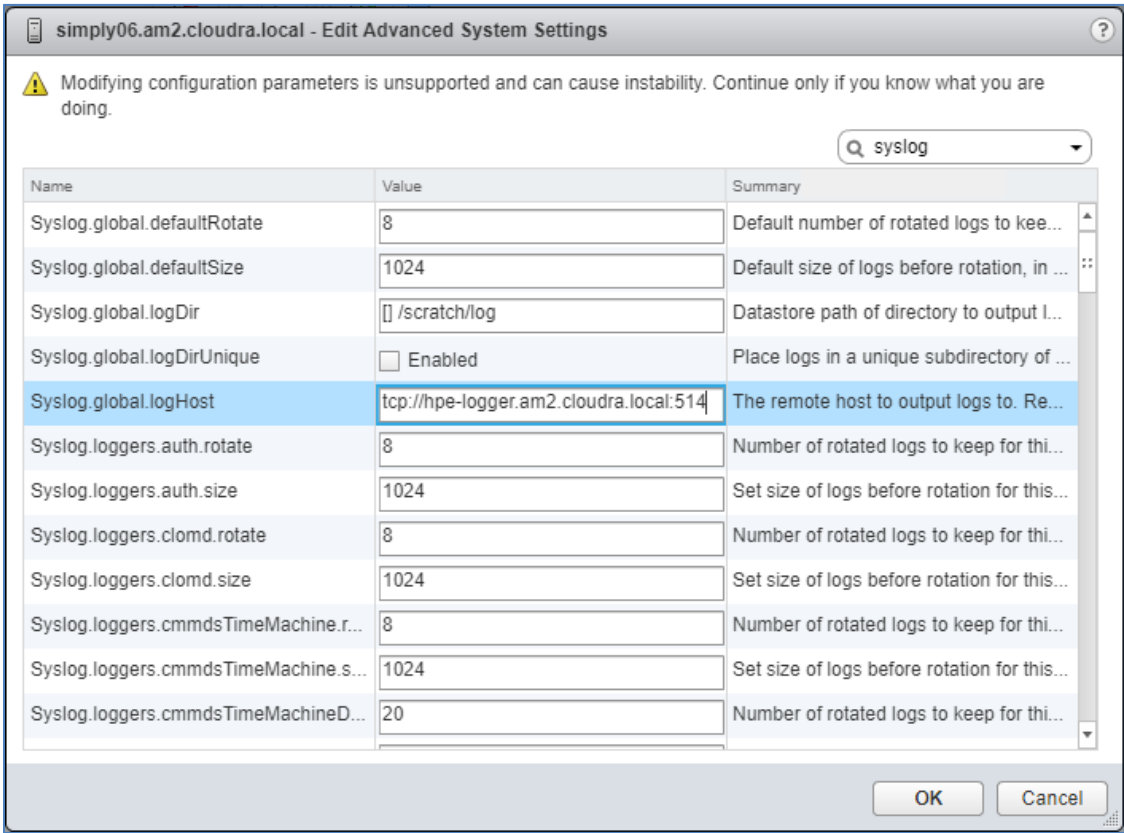 simply06.am2.cloudra.local - Edit Advanced System Settings ?
Modifying configuration parameters is unsupported and can cause instability. Continue only if you know what you are
doing.
syslog
Name Value Summary
Syslog.global.defaultRotate 8 Default number of rotated logs to kee...
Syslog.global.defaultSize 1024 Default size of logs before rotation, in ...
Syslog.global.logDir [] /scratch/log Datastore path of directory to output l...
Syslog.global.logDirUnique Enabled Place logs in a unique subdirectory of ...
Syslog.global.logHost tcp://hpe-logger.am2.cloudra.local:514 The remote host to output logs to. Re...
Syslog.loggers.auth.rotate 8 Number of rotated logs to keep for thi...
Syslog.loggers.auth.size 1024 Set size of logs before rotation for this...
Syslog.loggers.clomd.rotate 8 Number of rotated logs to keep for thi...
Syslog.loggers.clomd.size 1024 Set size of logs before rotation for this...
Syslog.loggers.cmmdsTimeMachine.r... 8 Number of rotated logs to keep for thi...
Syslog.loggers.cmmdsTimeMachine.s... 1024 Set size of logs before rotation for this...
Syslog.loggers.cmmdsTimeMachineD... 20 Number of rotated logs to keep for thi...
OK Cancel